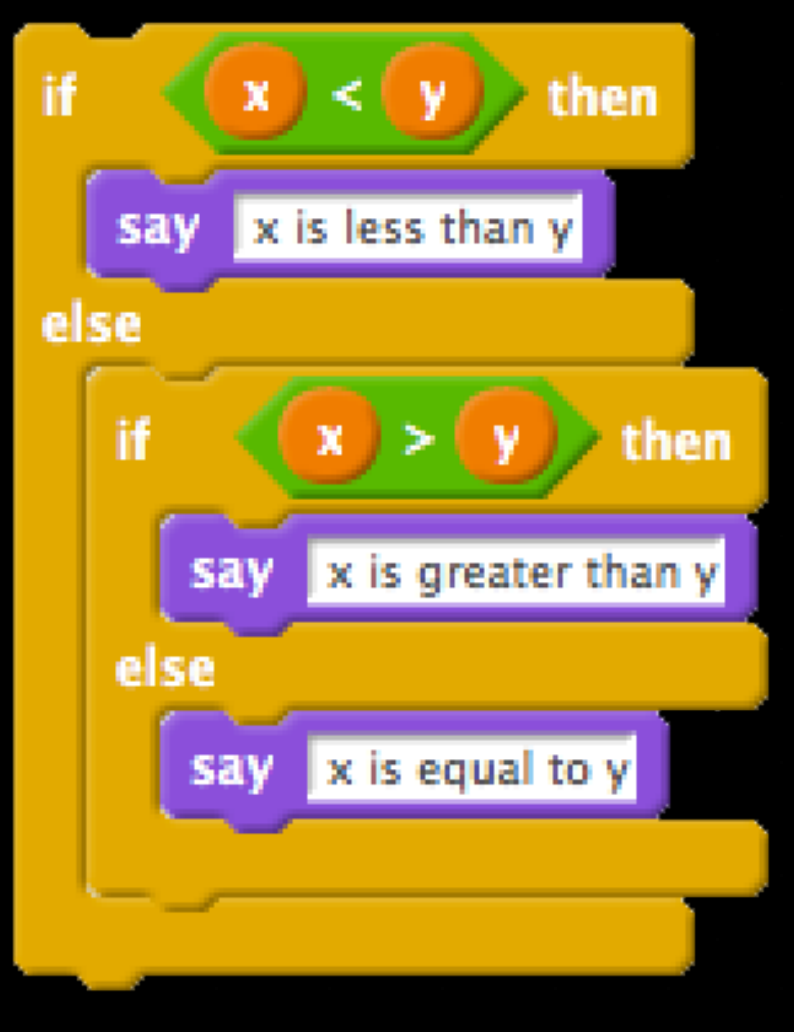 if x < y then
say x is less than y
else
if x > y then
say x is greater than y
else
say x is equal to y